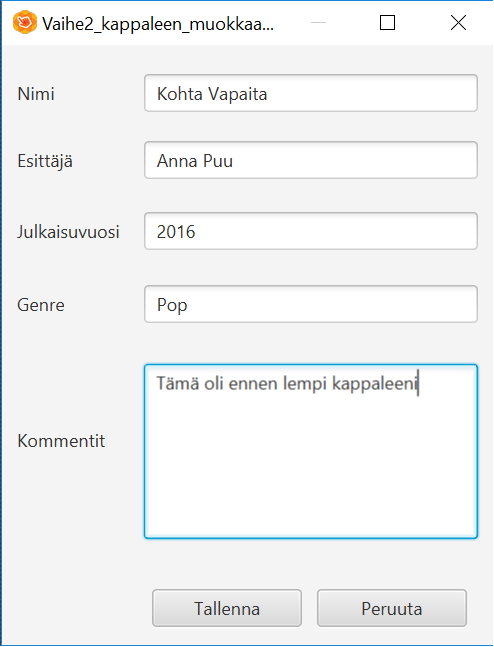 Vaihe2_kappaleen_muokkaa...
Nimi
Kohta Vapaita
Esittäjä
Anna Puu
Julkaisuvuosi
2016
Genre
Pop
Kommentit
Tämä oli ennen lempi kappaleeni
Tallenna
Peruuta